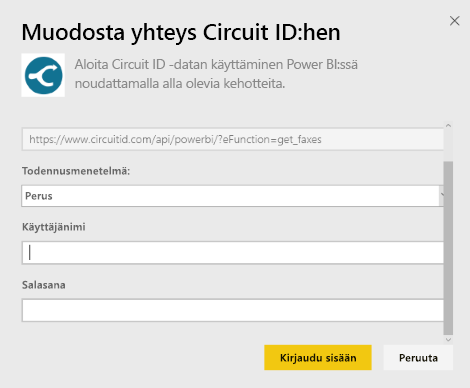 Muodosta yhteys Circuit ID:hen
Aloita Circuit ID -datan käyttäminen Power BI:ssä
noudattamalla alla olevia kehotteita.
https://www.circuitid.com/api/powerbi/?eFunction=get_faxes
Todennusmenetelmä:
Perus
Käyttäjänimi
Salasana
Kirjaudu sisään
Peruuta